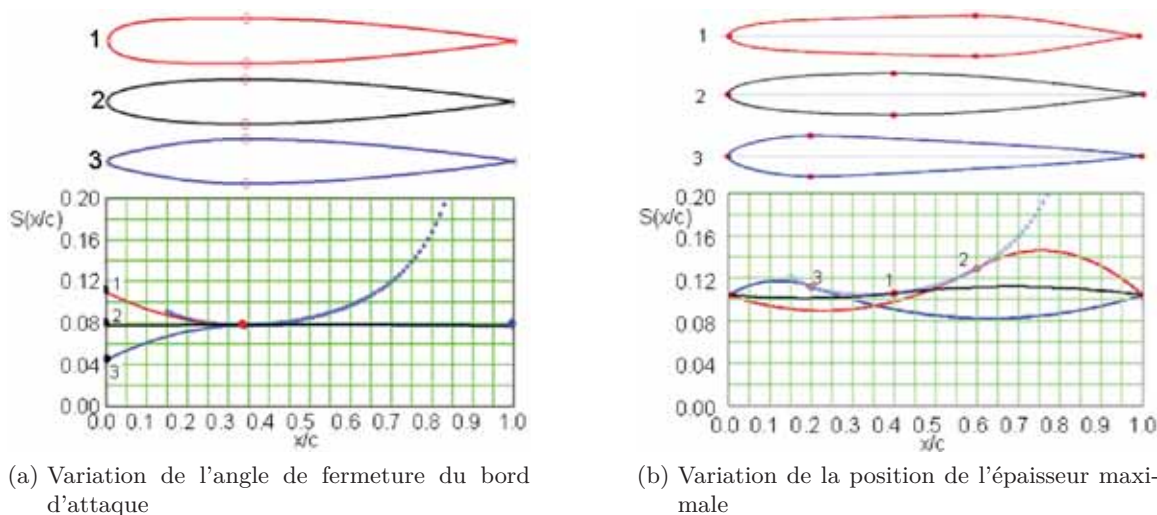 1
2
3
0.20
S(x/c)
0.16
0.12
0.08
0.04
0.00
1
2
3
0.0 0.1 0.2 0.3 0.4 0.5 0.6 0.7 0.8 0.9 1.0
x/c
(a) Variation de l'angle de fermeture du bord
d'attaque
1
2
3
0.20
S(x/c)
0.16
0.12
0.08
0.04
0.00
3
1
2
0.0 0.1 0.2 0.3 0.4 0.5 0.6 0.7 0.8 0.9 1.0
x/c
(b) Variation de la position de l'épaisseur maxi-
male